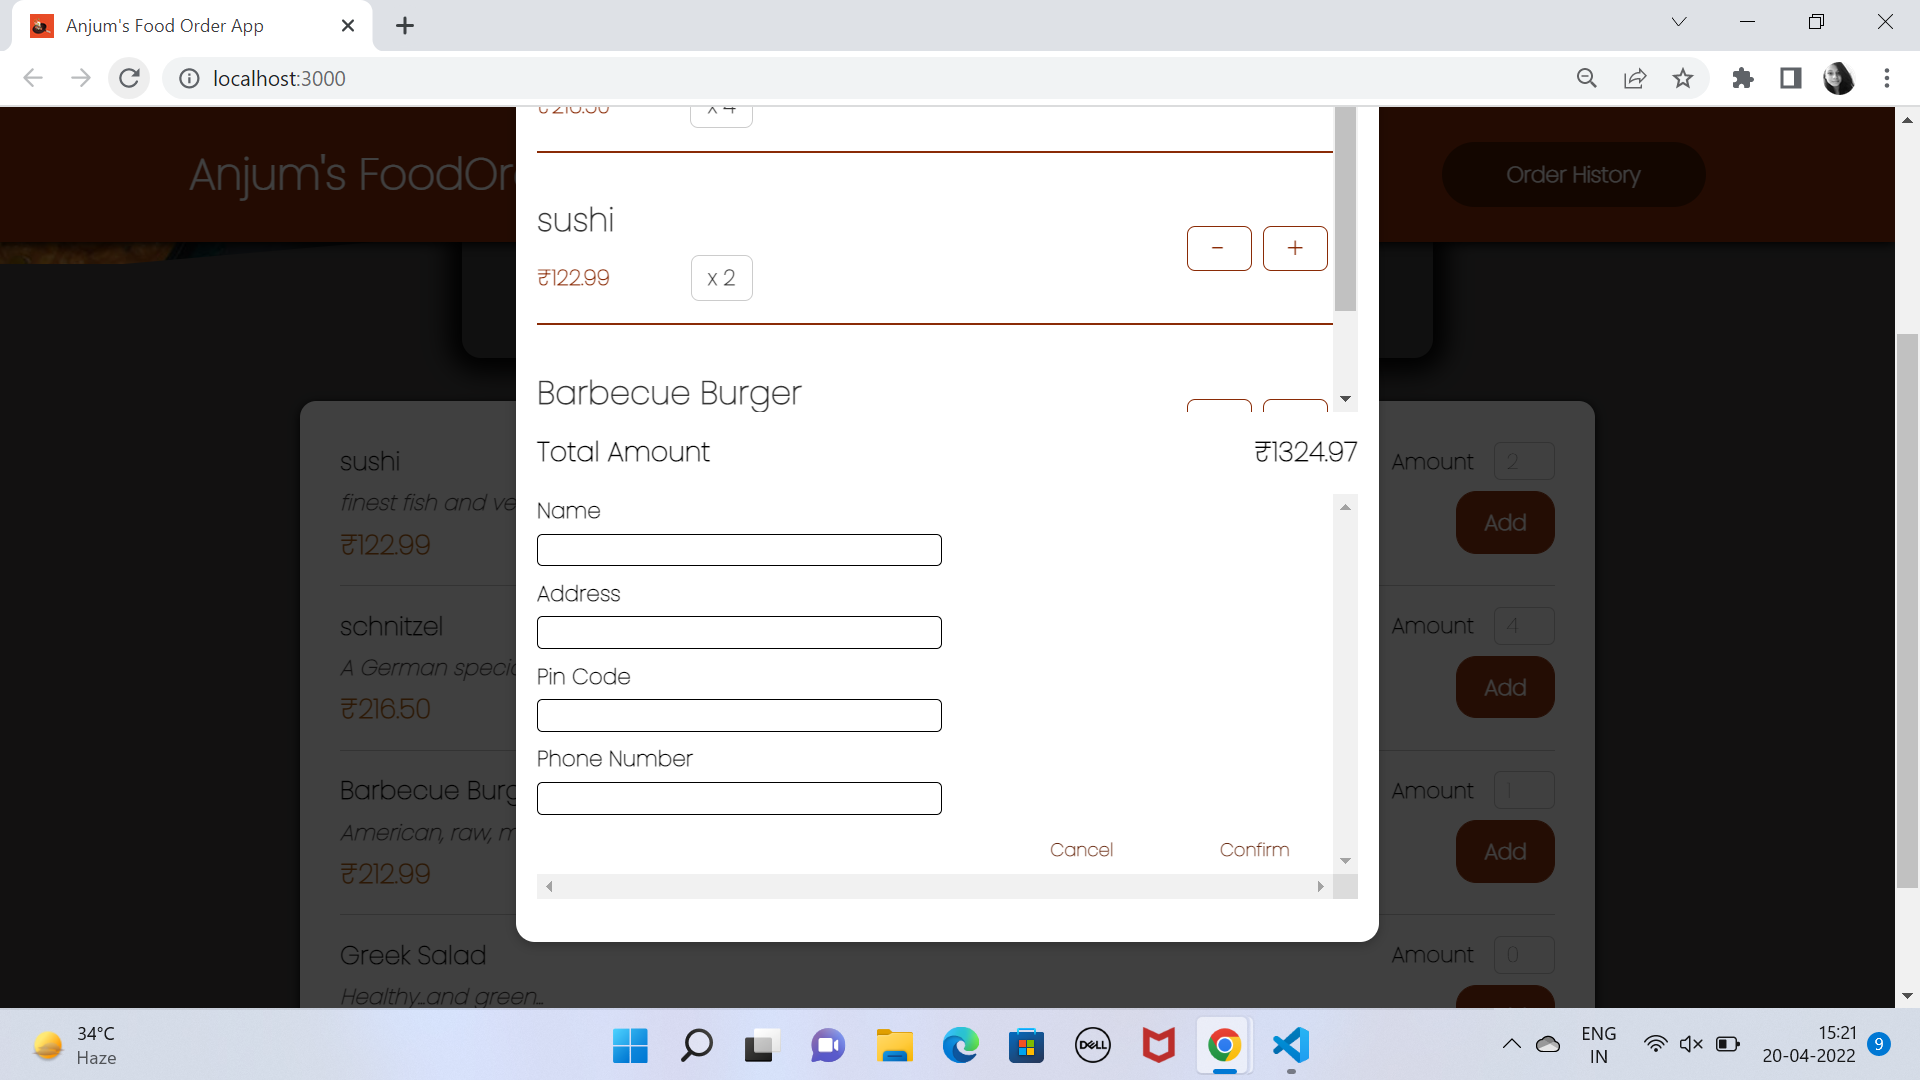 Anjum's Food Order App
localhost:3000
₹216.50 x 4
Anjum's FoodOr
Order History
sushi
- +
₹122.99 x 2
Barbecue Burger
Total Amount ₹1324.97
Name
Address
Pin Code
Phone Number
Cancel Confirm
sushi
finest fish and ve
₹122.99
Amount 2
Add
schnitzel
A German specia
₹216.50
Amount 4
Add
Barbecue Burg
American, raw, m
₹212.99
Amount 1
Add
Greek Salad
Healthy...and green...
Amount 0
34°C
Haze
DELL
ENG
IN
15:21
20-04-2022
9